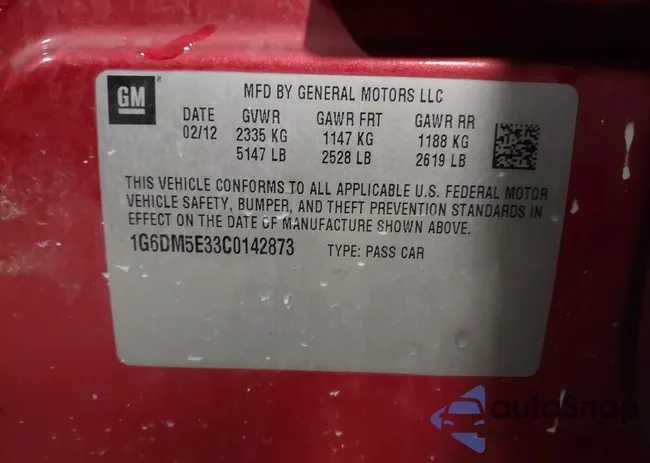 GM
MFD BY GENERAL MOTORS LLC
DATE GVWR GAWR FRT GAWR RR
02/12 2335 KG 1147 KG 1188 KG
5147 LB 2528 LB 2619 LB
THIS VEHICLE CONFORMS TO ALL APPLICABLE U.S. FEDERAL MOTOR
VEHICLE SAFETY, BUMPER, AND THEFT PREVENTION STANDARDS IN
EFFECT ON THE DATE OF MANUFACTURE SHOWN ABOVE.
1G6DM5E33C0142873 TYPE: PASS CAR
autoSnap